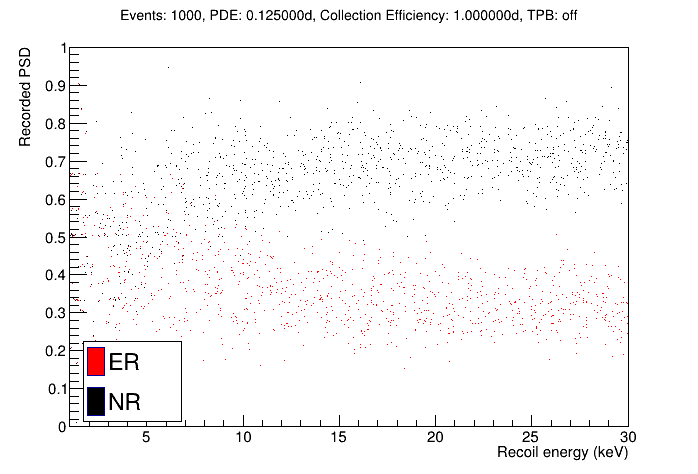 Events: 1000, PDE: 0.125000d, Collection Efficiency: 1.000000d, TPB: off
Recorded PSD
1
0.9
0.8
0.7
0.6
0.5
0.4
0.3
0.2
0.1
0
ER
NR
5 10 15 20 25 30
Recoil energy (keV)